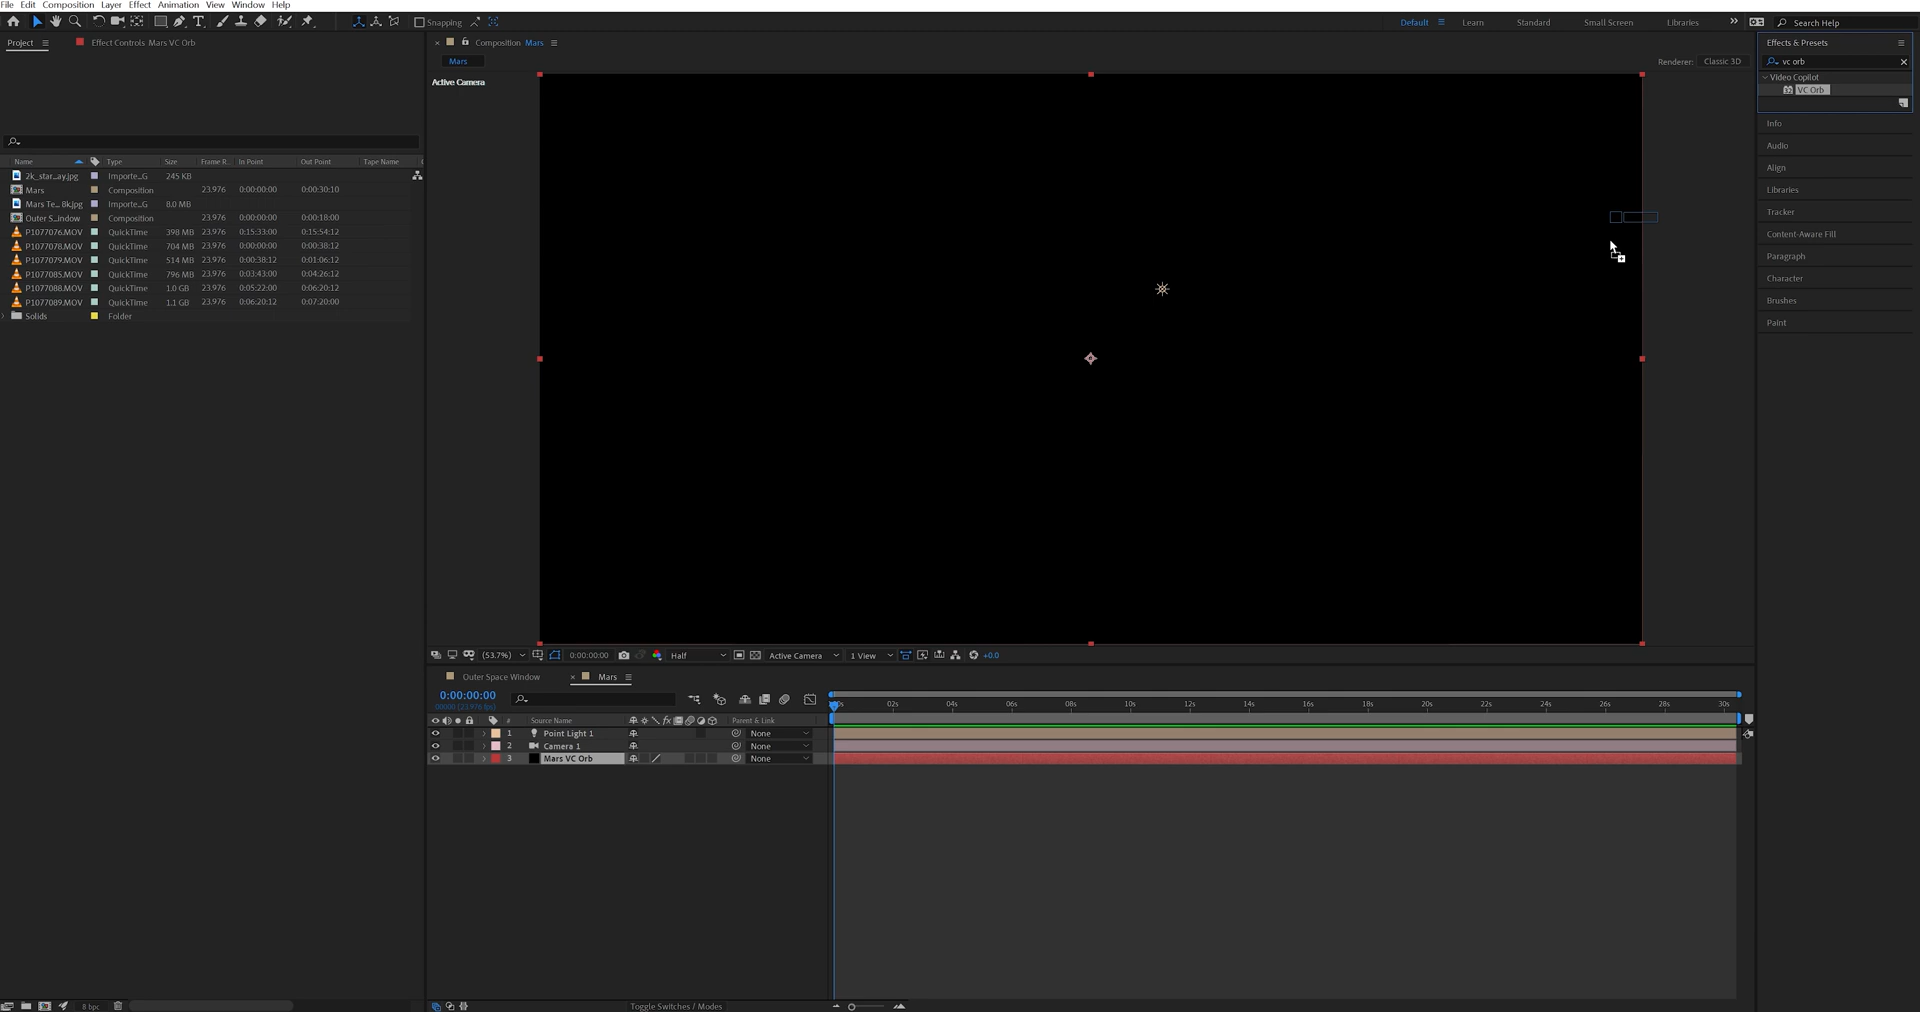 File Edit Composition Layer Effect Animation View Window Help
Snapping
Default Learn Standard Small Screen Libraries Search Help
Project
Effect Controls Mars VC Orb
Composition Mars
Mars
Renderer: Classic 3D
Active Camera
Effects & Presets
vc orb
Video Copilot
VC Orb
Info
Audio
Align
Libraries
Tracker
Content-Aware Fill
Paragraph
Character
Brushes
Paint
Name Type Size Frame R.. In Point Out Point Tape Name
2k_star...ay.jpg Importe...G 245 KB
Mars Composition 23.976 0:00:00:00 0:00:30:10
Mars Te... 8k.jpg Importe...G 8.0 MB
Outer S...indow Composition 23.976 0:00:00:00 0:00:18:00
P1077076.MOV QuickTime 398 MB 23.976 0:15:33:00 0:15:54:12
P1077078.MOV QuickTime 704 MB 23.976 0:00:00:00 0:00:38:12
P1077079.MOV QuickTime 514 MB 23.976 0:00:38:12 0:01:06:12
P1077085.MOV QuickTime 796 MB 23.976 0:03:43:00 0:04:26:12
P1077088.MOV QuickTime 1.0 GB 23.976 0:05:22:00 0:06:20:12
P1077089.MOV QuickTime 1.1 GB 23.976 0:06:20:12 0:07:20:00
Solids Folder
(53.7%) 0:00:00:00 Half Active Camera 1 View +0.0
Outer Space Window
Mars
0:00:00:00
00000 (23.976 fps)
02s 04s 06s 08s 10s 12s 14s 16s 18s 20s 22s 24s 26s 28s 30s
# Source Name Parent & Link
1 Point Light 1 None
2 Camera 1 None
3 Mars VC Orb None
8 bpc
Toggle Switches / Modes